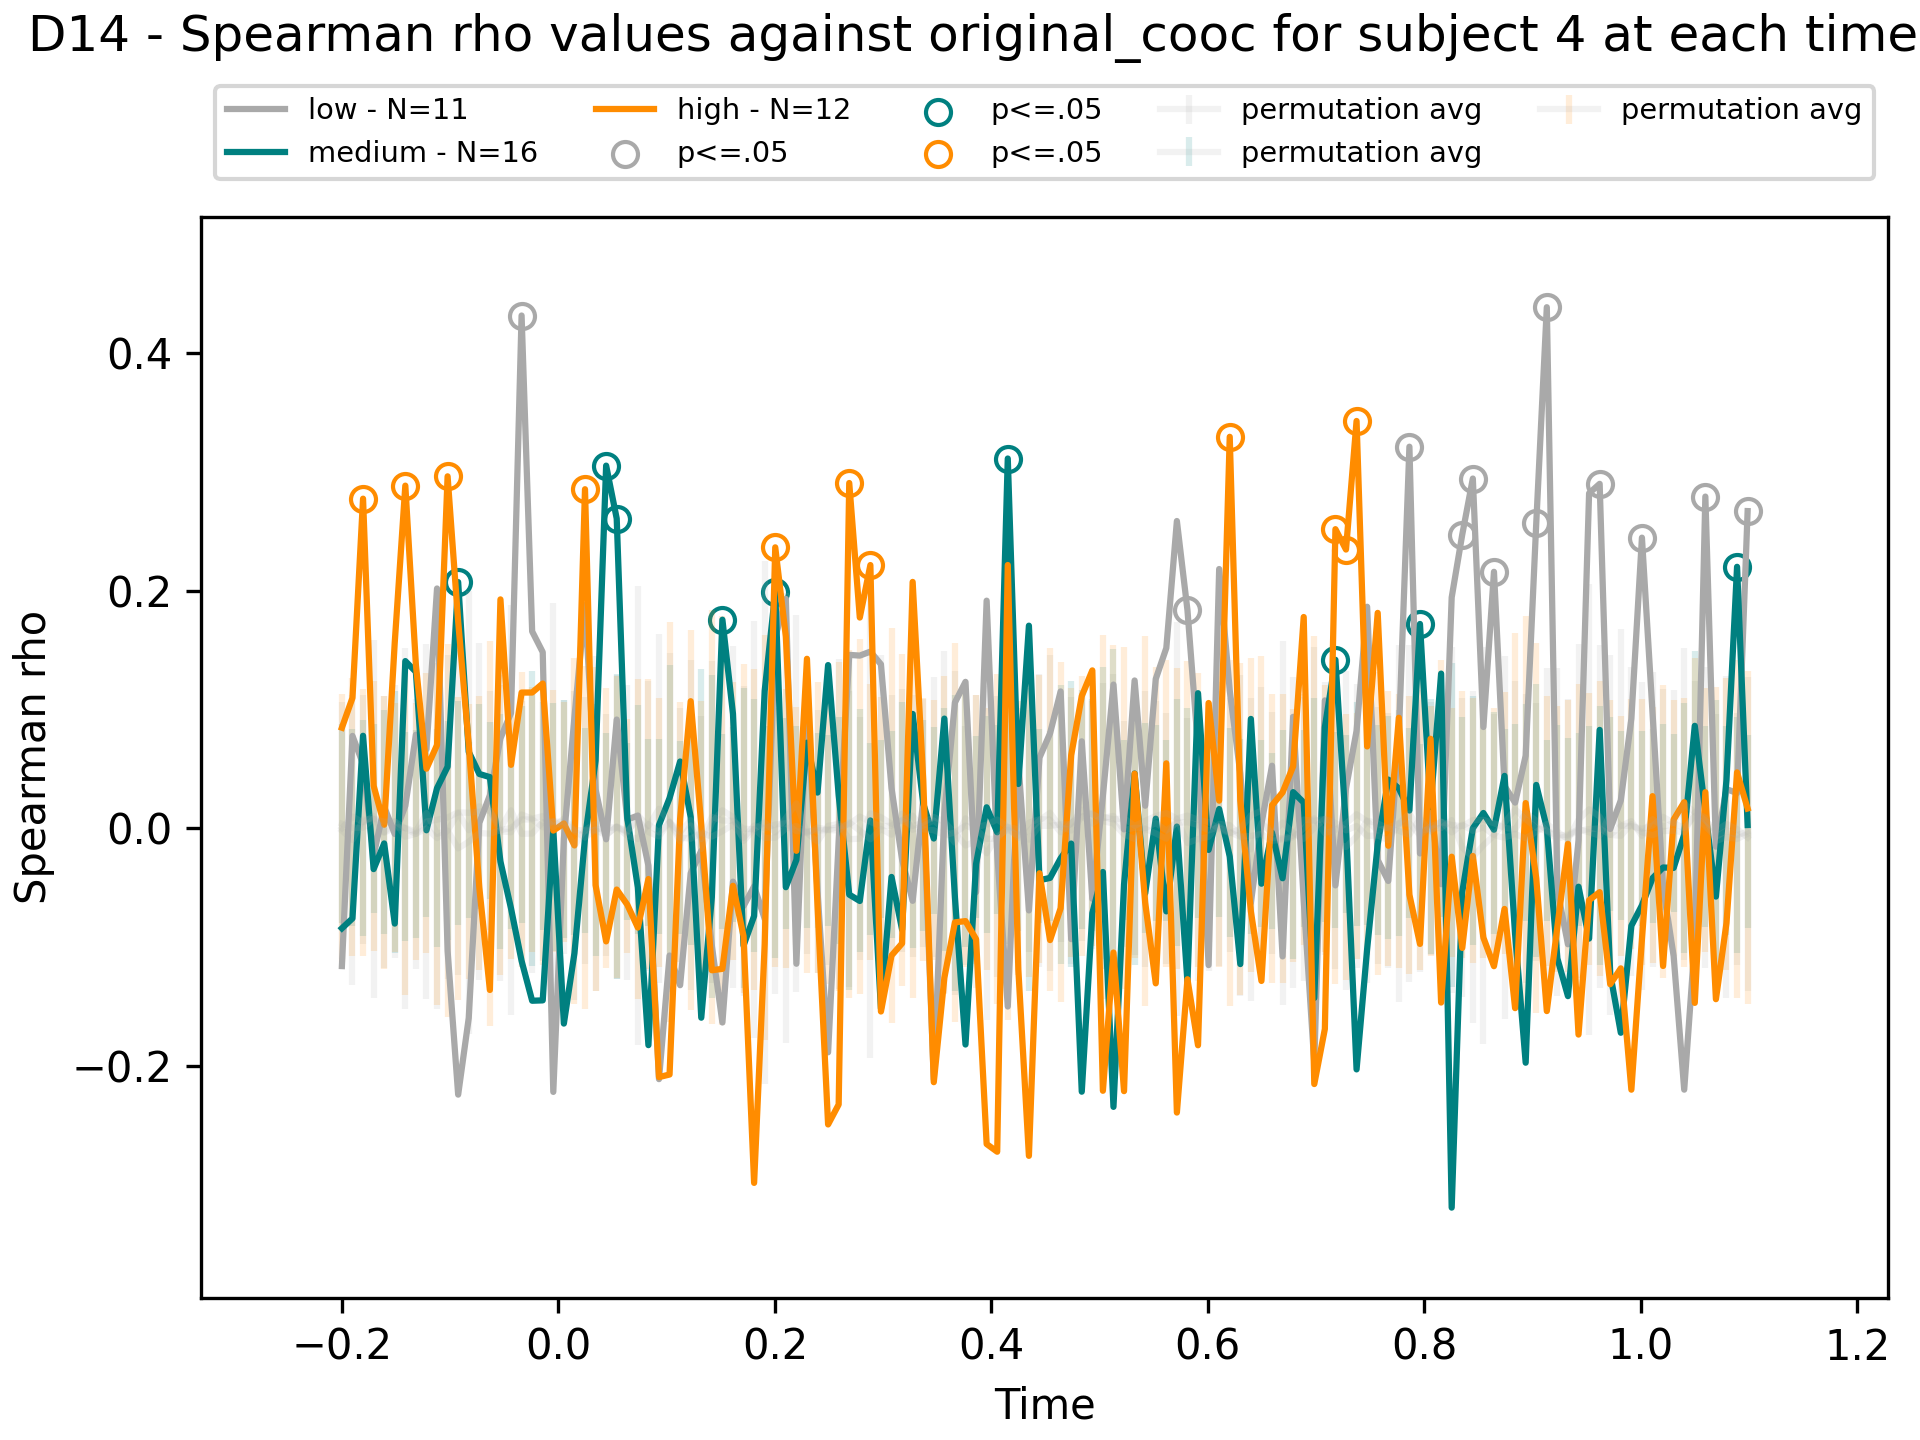 D14 - Spearman rho values against original_cooc for subject 4 at each time
low - N=11
medium - N=16
high - N=12
p<=.05
p<=.05
p<=.05
permutation avg
permutation avg
permutation avg
Spearman rho
0.4
0.2
0.0
−0.2
−0.2
0.0
0.2
0.4
0.6
0.8
1.0
1.2
Time